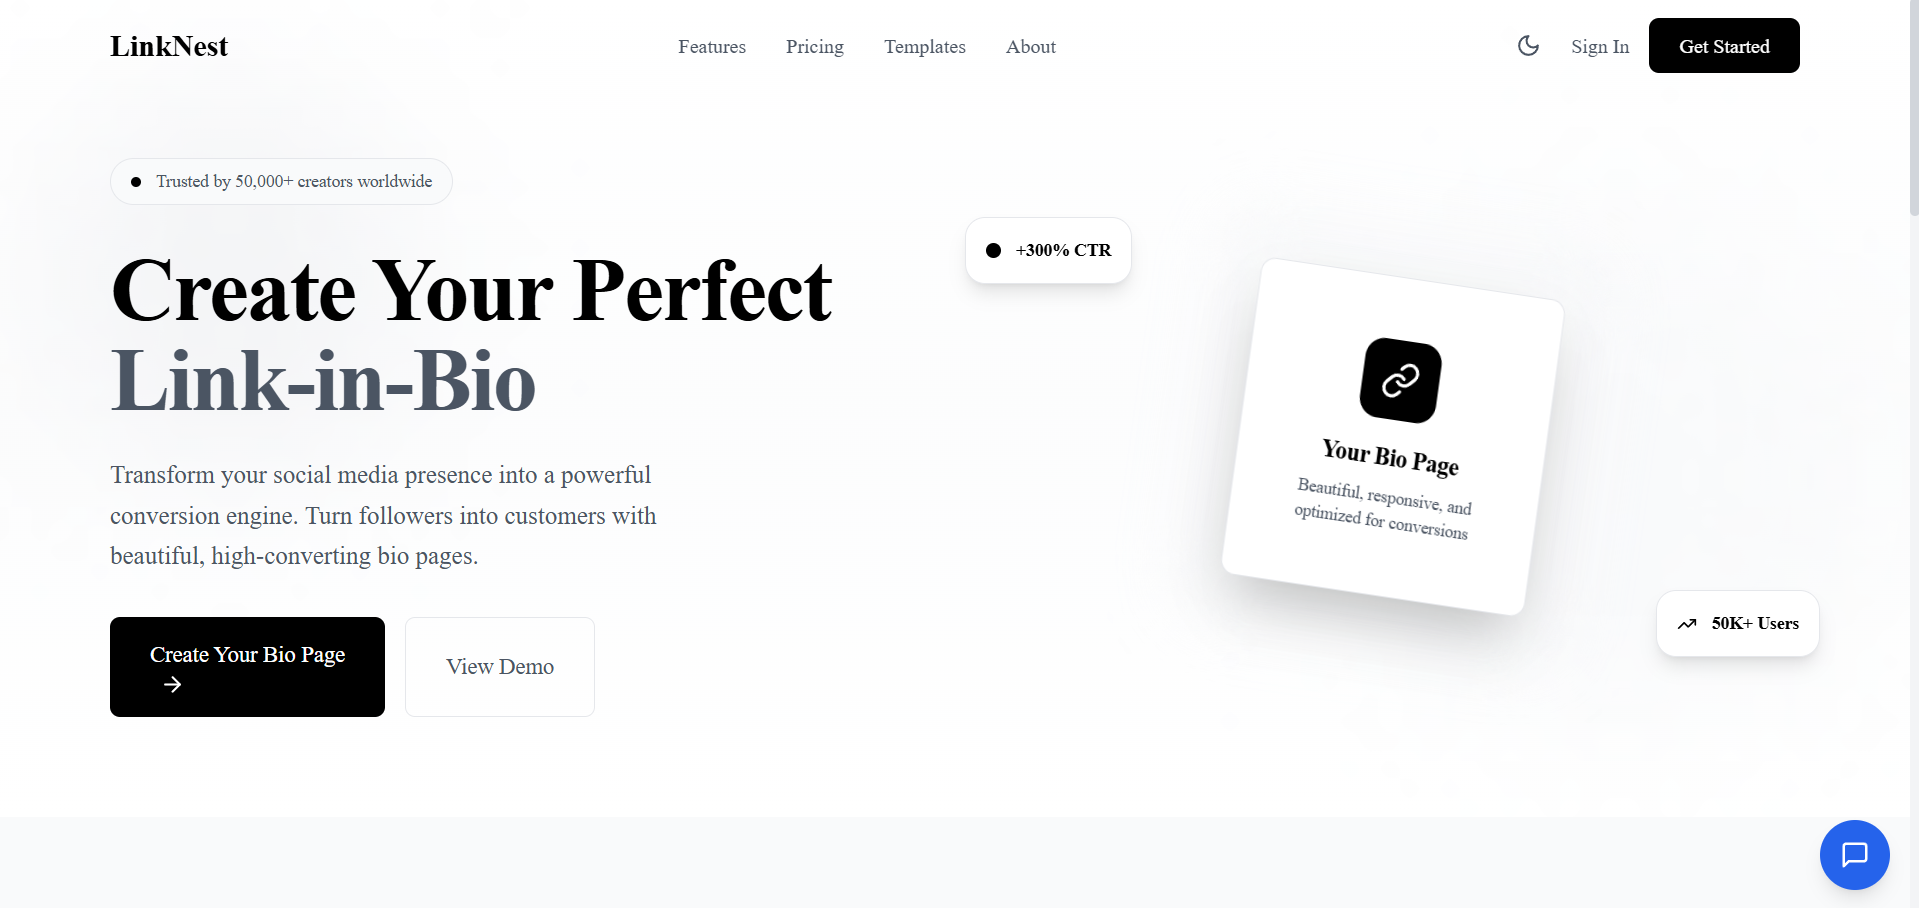 LinkNest
Features
Pricing
Templates
About
Sign In
Get Started
Trusted by 50,000+ creators worldwide
Create Your Perfect
Link-in-Bio
Transform your social media presence into a powerful
conversion engine. Turn followers into customers with
beautiful, high-converting bio pages.
Create Your Bio Page
View Demo
+300% CTR
Your Bio Page
Beautiful, responsive, and
optimized for conversions
50K+ Users